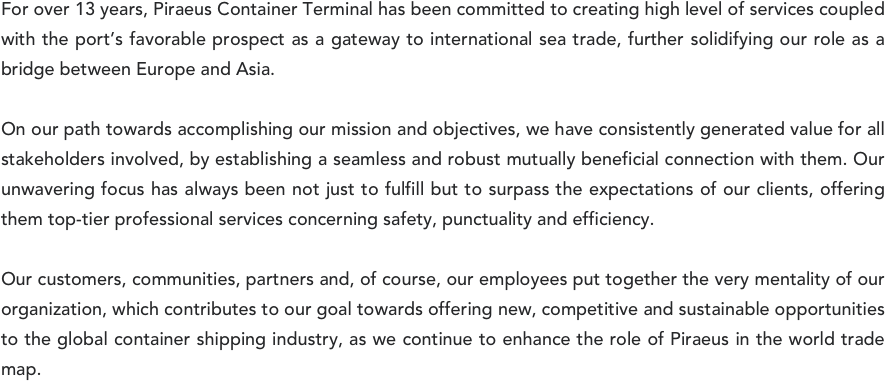 For over 13 years, Piraeus Container Terminal has been committed to creating high level of services coupled
with the port’s favorable prospect as a gateway to international sea trade, further solidifying our role as a
bridge between Europe and Asia.
On our path towards accomplishing our mission and objectives, we have consistently generated value for all
stakeholders involved, by establishing a seamless and robust mutually beneficial connection with them. Our
unwavering focus has always been not just to fulfill but to surpass the expectations of our clients, offering
them top-tier professional services concerning safety, punctuality and efficiency.
Our customers, communities, partners and, of course, our employees put together the very mentality of our
organization, which contributes to our goal towards offering new, competitive and sustainable opportunities
to the global container shipping industry, as we continue to enhance the role of Piraeus in the world trade
map.